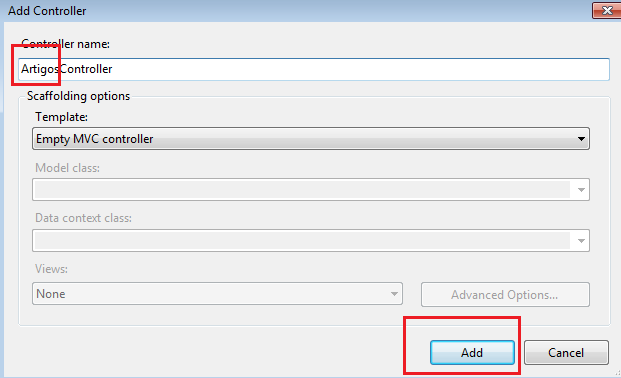 Add Controller
Controller name:
ArtigosController
Scaffolding options
Template:
Empty MVC controller
Model class:
Data context class:
Views:
None
Advanced Options...
Add
Cancel